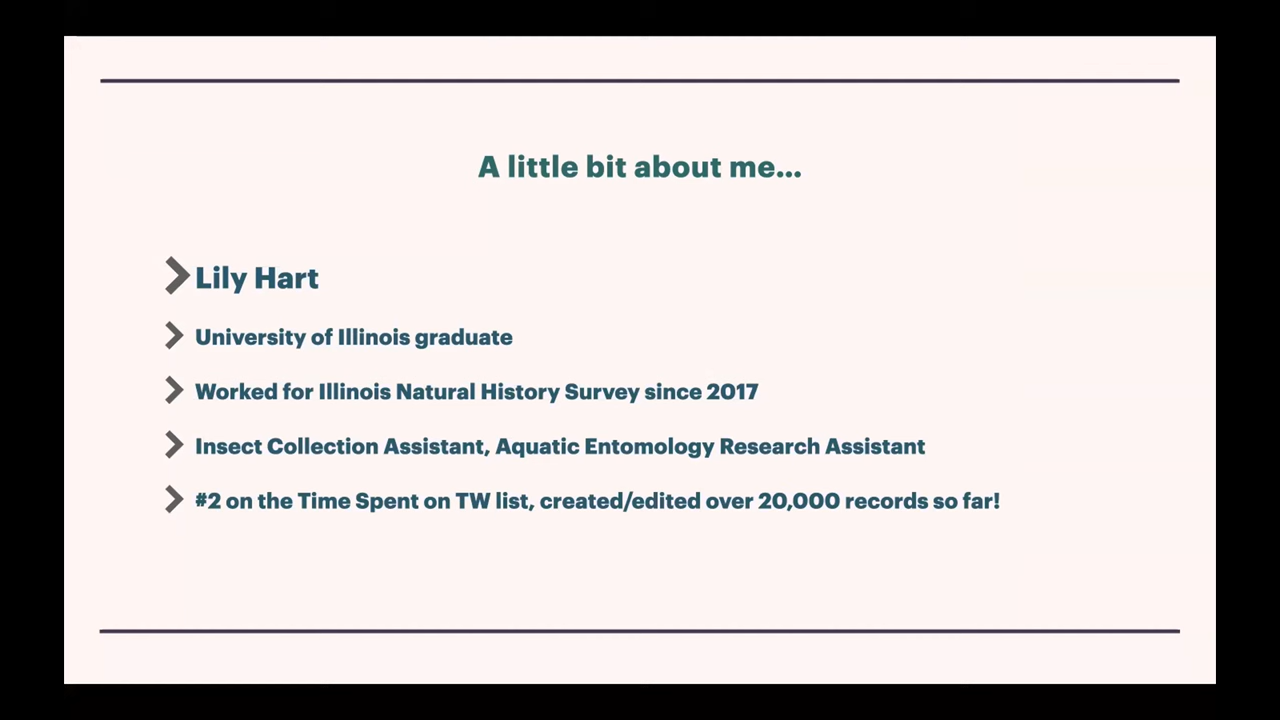 A little bit about me...
Lily Hart
University of Illinois graduate
Worked for Illinois Natural History Survey since 2017
Insect Collection Assistant, Aquatic Entomology Research Assistant
#2 on the Time Spent on TW list, created/edited over 20,000 records so far!